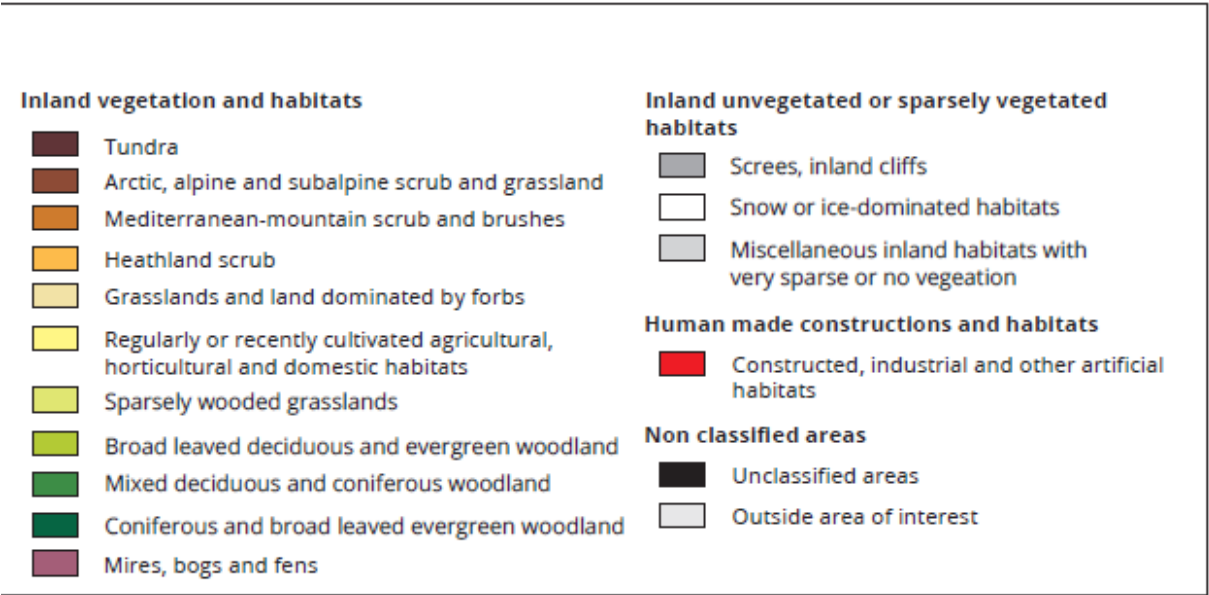 Inland vegetation and habitats
Tundra
Arctic, alpine and subalpine scrub and grassland
Mediterranean-mountain scrub and brushes
Heathland scrub
Grasslands and land dominated by forbs
Regularly or recently cultivated agricultural,
horticultural and domestic habitats
Sparsely wooded grasslands
Broad leaved deciduous and evergreen woodland
Mixed deciduous and coniferous woodland
Coniferous and broad leaved evergreen woodland
Mires, bogs and fens
Inland unvegetated or sparsely vegetated
habitats
Screes, inland cliffs
Snow or ice-dominated habitats
Miscellaneous inland habitats with
very sparse or no vegeation
Human made constructions and habitats
Constructed, industrial and other artificial
habitats
Non classified areas
Unclassified areas
Outside area of interest